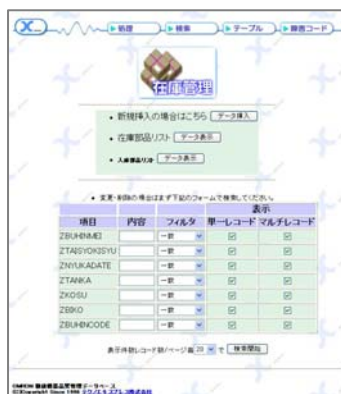 X
処理 検索 テーブル 障害コード
在庫管理
• 新規挿入の場合はこちら データ挿入
• 在庫部品リスト データ表示
• 入庫部品リスト データ表示
• 変更・削除の場合はまず下記のフォームで検索してください。
表示
項目 内容 フィルタ 単一レコード マルチレコード
ZBUHINMEI 一致
ZTAISYOKISYU 一致
ZNYUKADATE 一致
ZTANKA 一致
ZKOSU 一致
ZBIKO 一致
ZBUHINCODE 一致
表示件数レコード数/ページ毎 20 で 検索開始
Since 1996